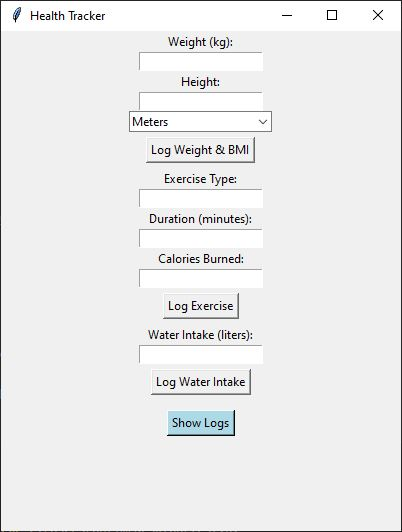 Health Tracker
Weight (kg):
Height:
Meters
Log Weight & BMI
Exercise Type:
Duration (minutes):
Calories Burned:
Log Exercise
Water Intake (liters):
Log Water Intake
Show Logs